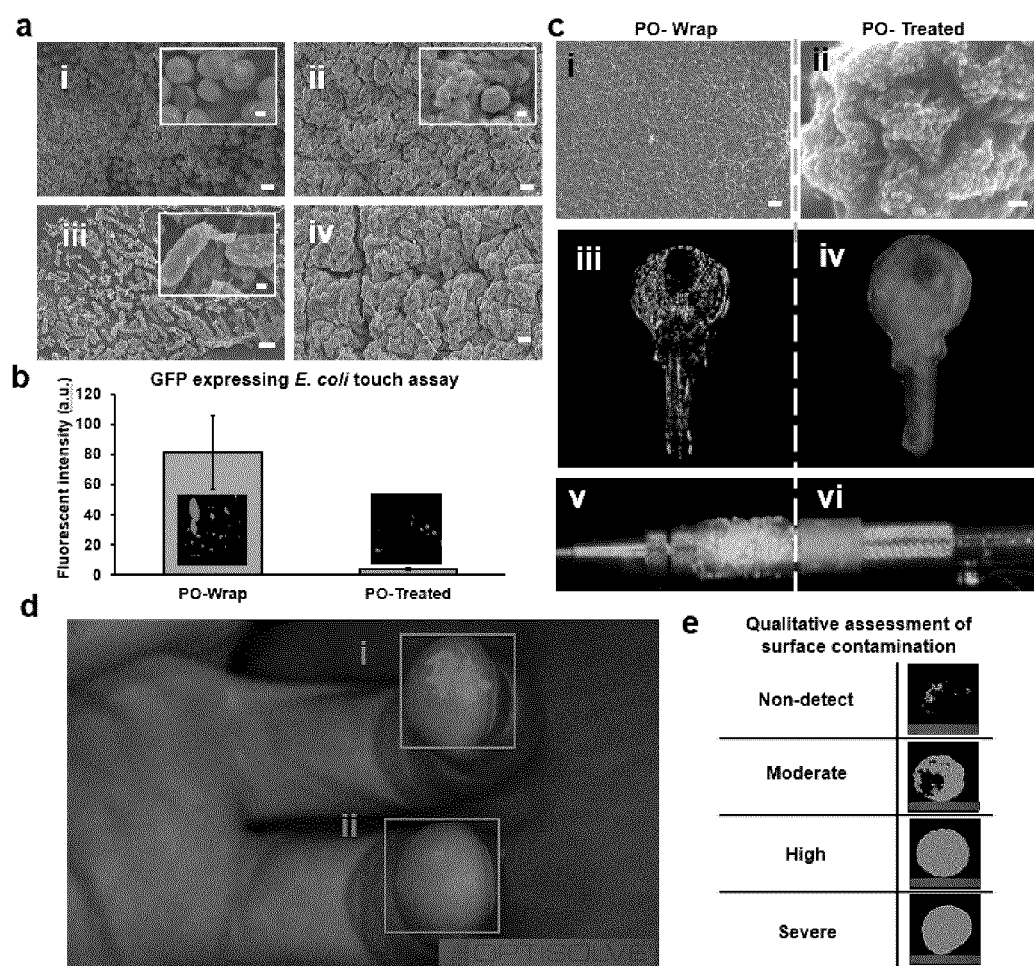 a
i
ii
iii
iv
b
GFP expressing E. coli touch assay
Fluorescent intensity (a.u.)
120
100
80
60
40
20
0
PO-Wrap
PO-Treated
c
PO- Wrap
PO- Treated
i
ii
iii
iv
v
vi
d
i
ii
e
Qualitative assessment of
surface contamination
Non-detect
Moderate
High
Severe